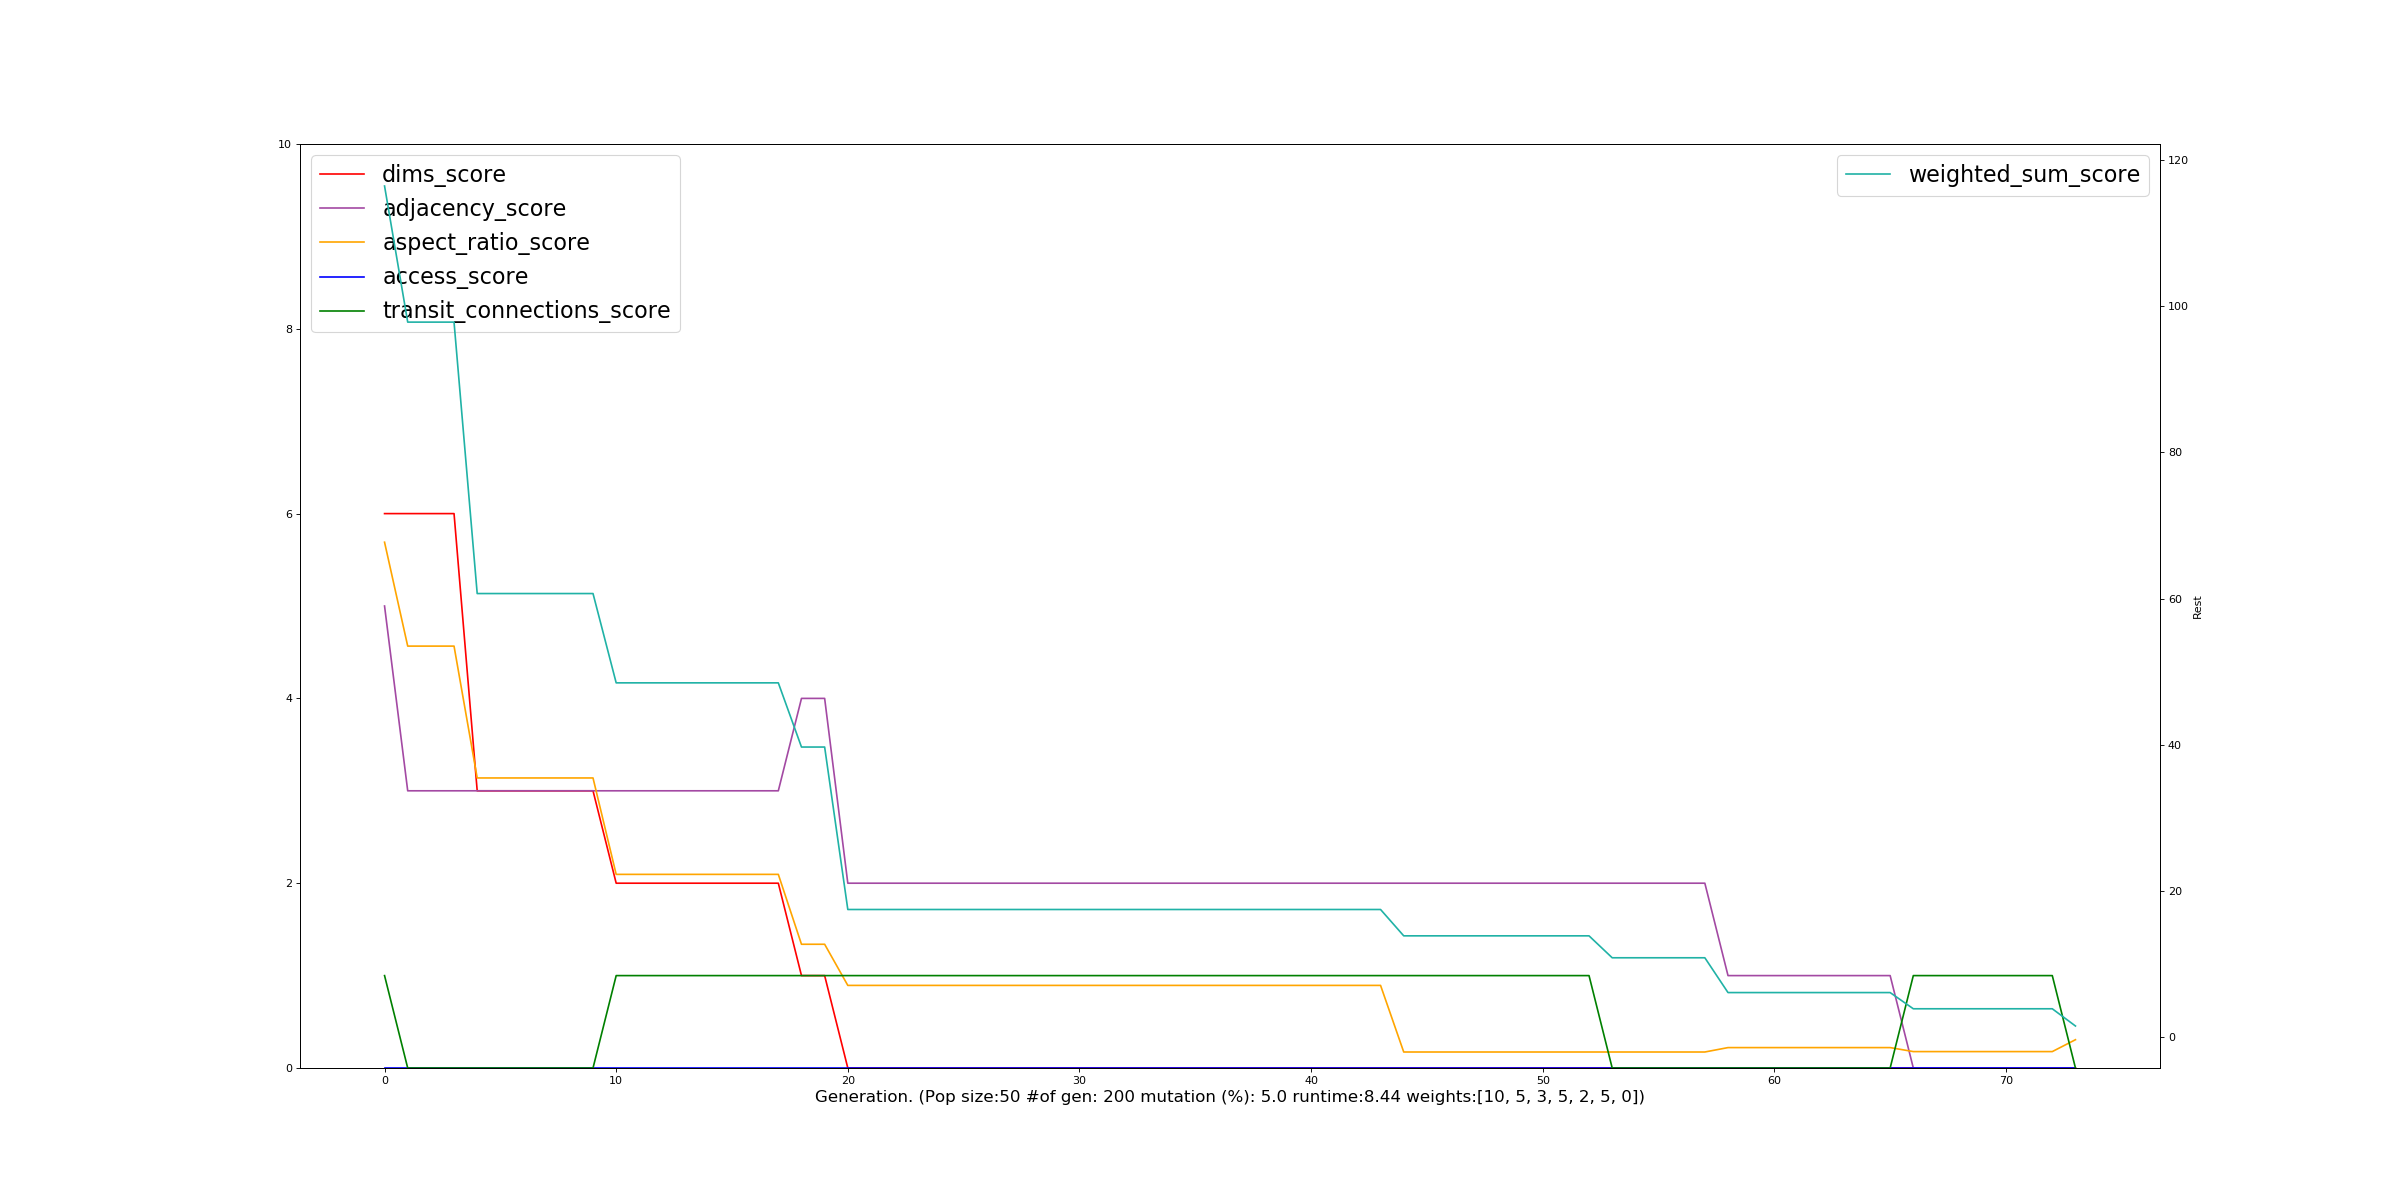 dims_score
adjacency_score
aspect_ratio_score
access_score
transit_connections_score
weighted_sum_score
10
8
6
4
2
0
120
100
80
60
40
20
0
Rest
0 10 20 30 40 50 60 70
Generation. (Pop size:50 #of gen: 200 mutation (%): 5.0 runtime:8.44 weights:[10, 5, 3, 5, 2, 5, 0])